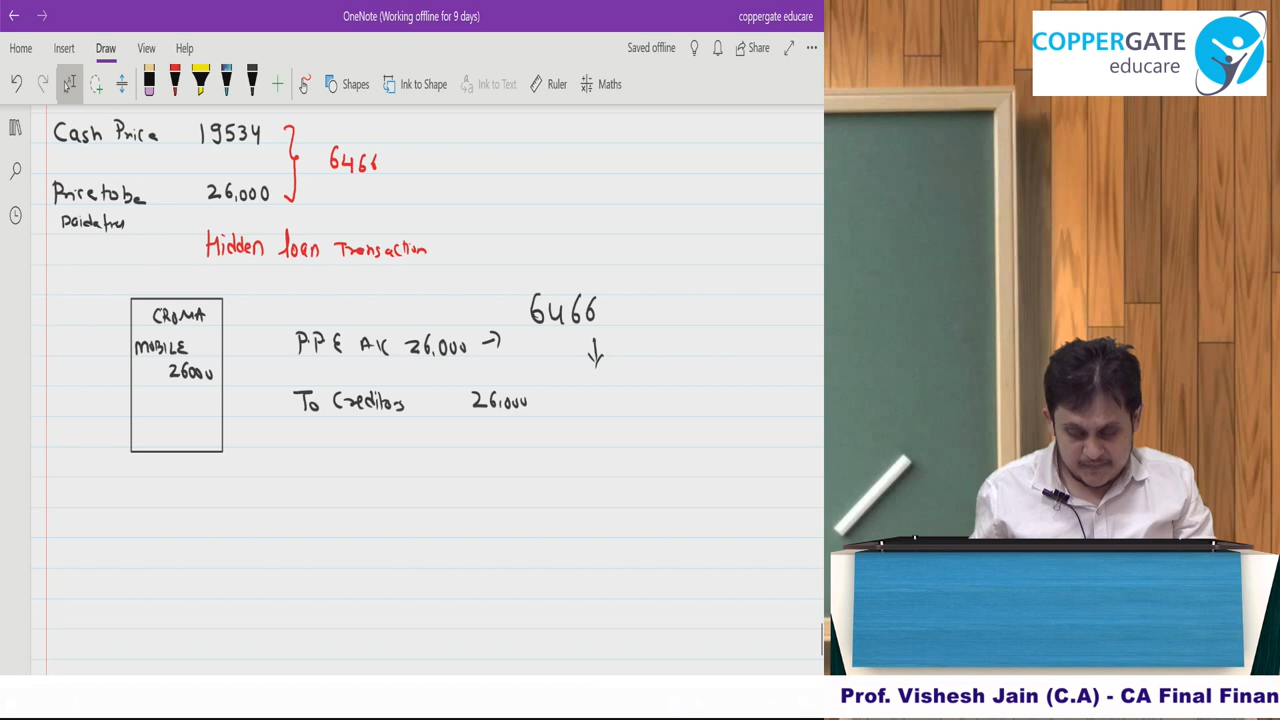 OneNote (Working offline for 9 days)
coppergate educare
Home Insert Draw View Help
Saved offline Share
Shapes Ink to Shape Ink to Text Ruler Maths
COPPERGATE
educare
Cash Price 19534
6466
Price to be 26,000
Hidden loan Transaction
CROMA
MOBILE
26000
6466
PPE A/C 26,000 →
To Creditors 26,000
Prof. Vishesh Jain (C.A) - CA Final Finan